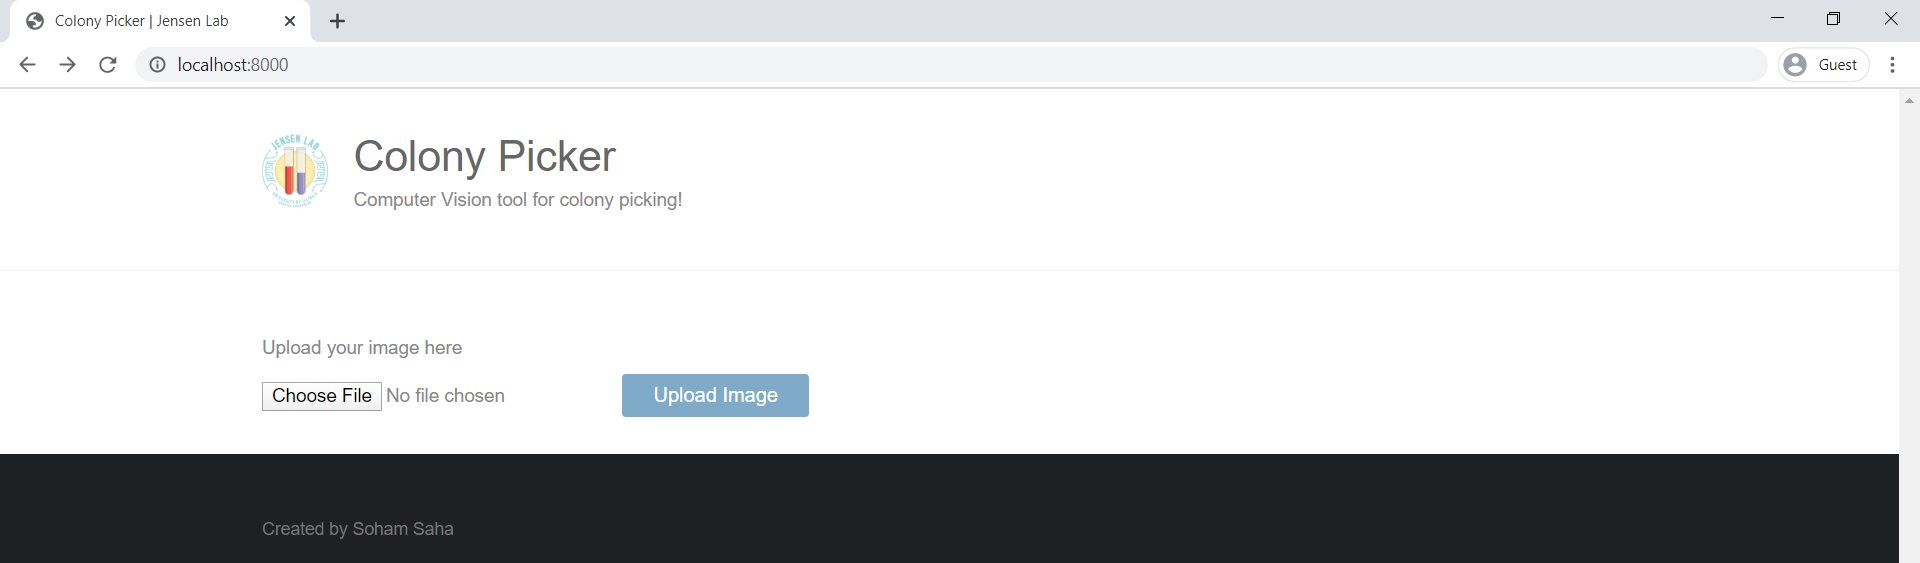 Colony Picker | Jensen Lab
localhost:8000
Guest
JENSEN LAB
Colony Picker
Computer Vision tool for colony picking!
Upload your image here
Choose File No file chosen
Upload Image
Created by Soham Saha